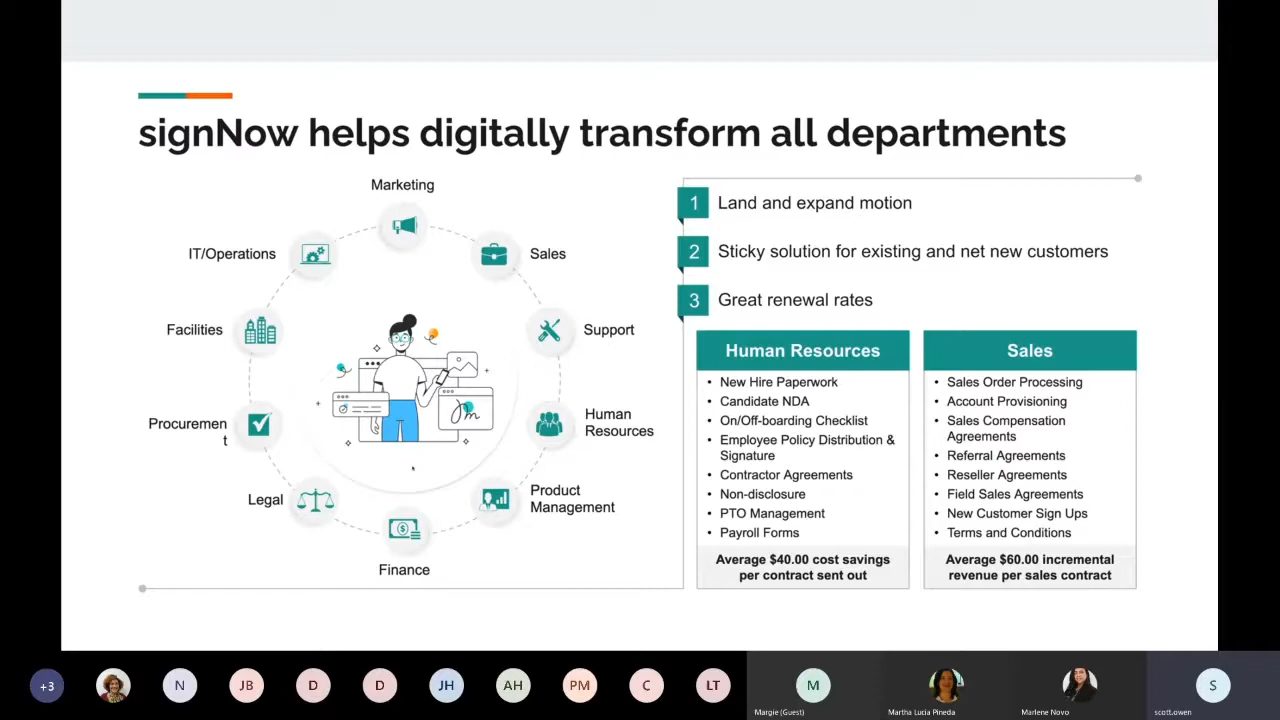 signNow helps digitally transform all departments
Marketing
IT/Operations
Sales
Facilities
Support
Procuremen
t
Human
Resources
Legal
Product
Management
Finance
1 Land and expand motion
2 Sticky solution for existing and net new customers
3 Great renewal rates
Human Resources
• New Hire Paperwork
• Candidate NDA
• On/Off-boarding Checklist
• Employee Policy Distribution &
Signature
• Contractor Agreements
• Non-disclosure
• PTO Management
• Payroll Forms
Average $40.00 cost savings
per contract sent out
Sales
• Sales Order Processing
• Account Provisioning
• Sales Compensation
Agreements
• Referral Agreements
• Reseller Agreements
• Field Sales Agreements
• New Customer Sign Ups
• Terms and Conditions
Average $60.00 incremental
revenue per sales contract
+3
N
JB
D
D
JH
AH
PM
C
LT
M
Margie (Guest)
Martha Lucia Pineda
Marlene Novo
S
scott.owen